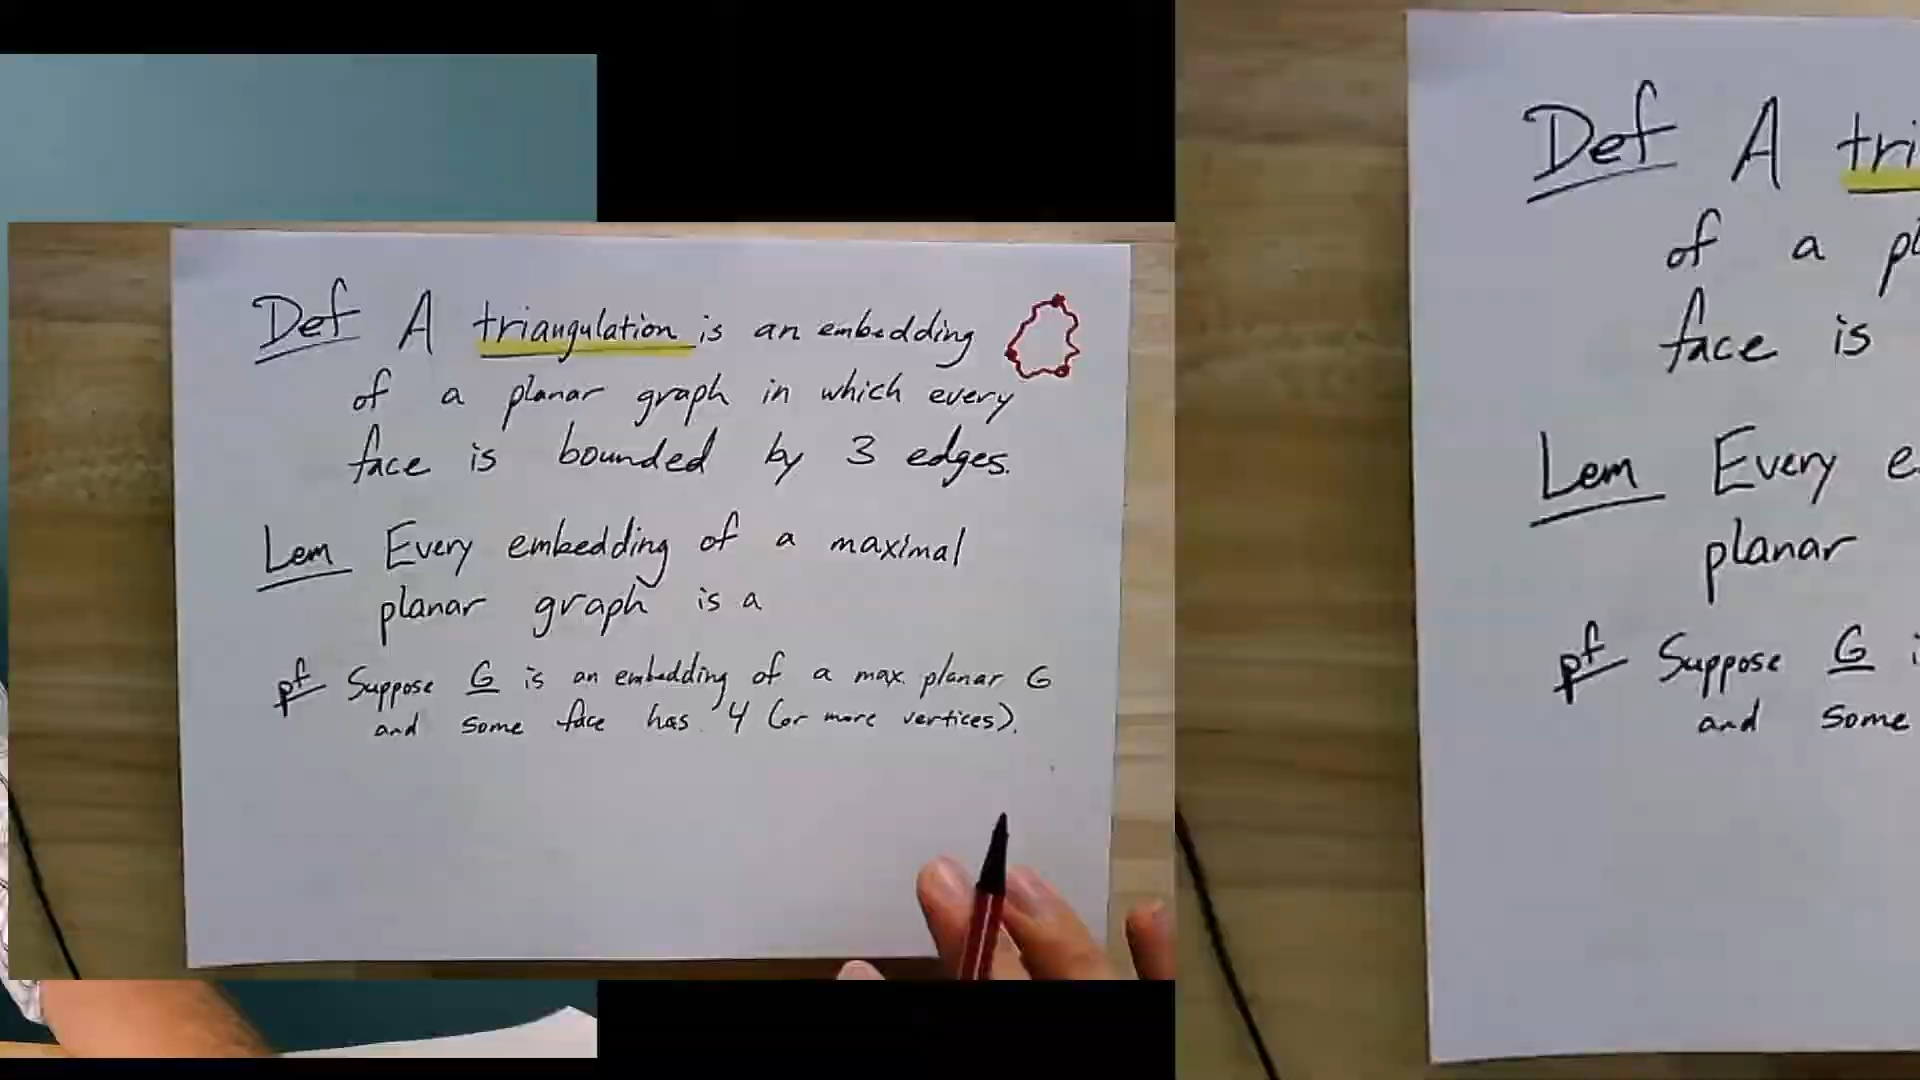 Def A triangulation is an embedding
of a planar graph in which every
face is bounded by 3 edges.
Lem Every embedding of a maximal
planar graph is a
pf Suppose G is an embedding of a max. planar G
and some face has 4 (or more vertices).
Def A tri
of a pl
face is
Lem Every e
planar
pf Suppose G i
and some